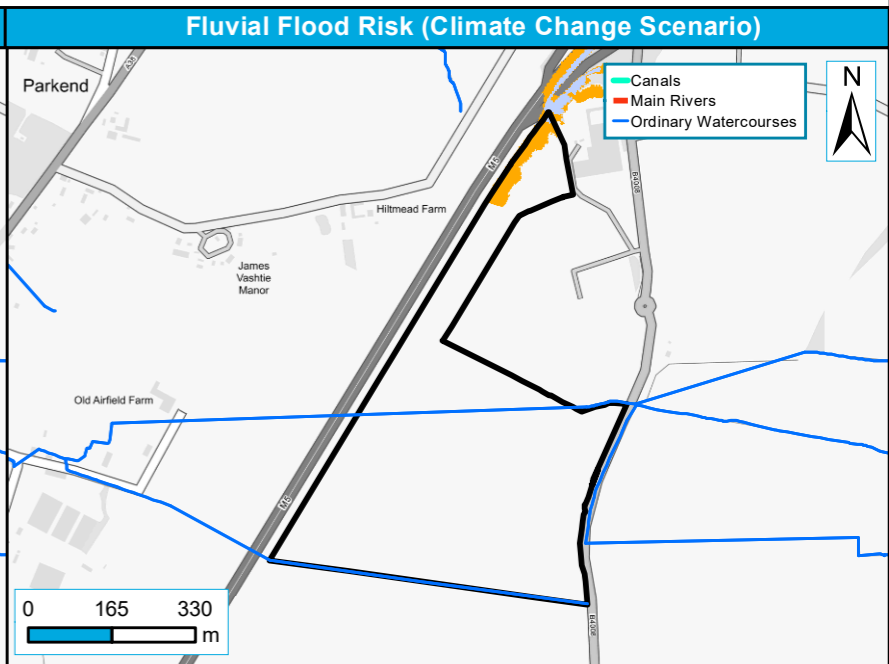 Fluvial Flood Risk (Climate Change Scenario)
Parkend
A38
Canals
Main Rivers
Ordinary Watercourses
N
M5
B4008
Hiltmead Farm
James
Vashtie
Manor
Old Airfield Farm
M5
0 165 330
m
B4008